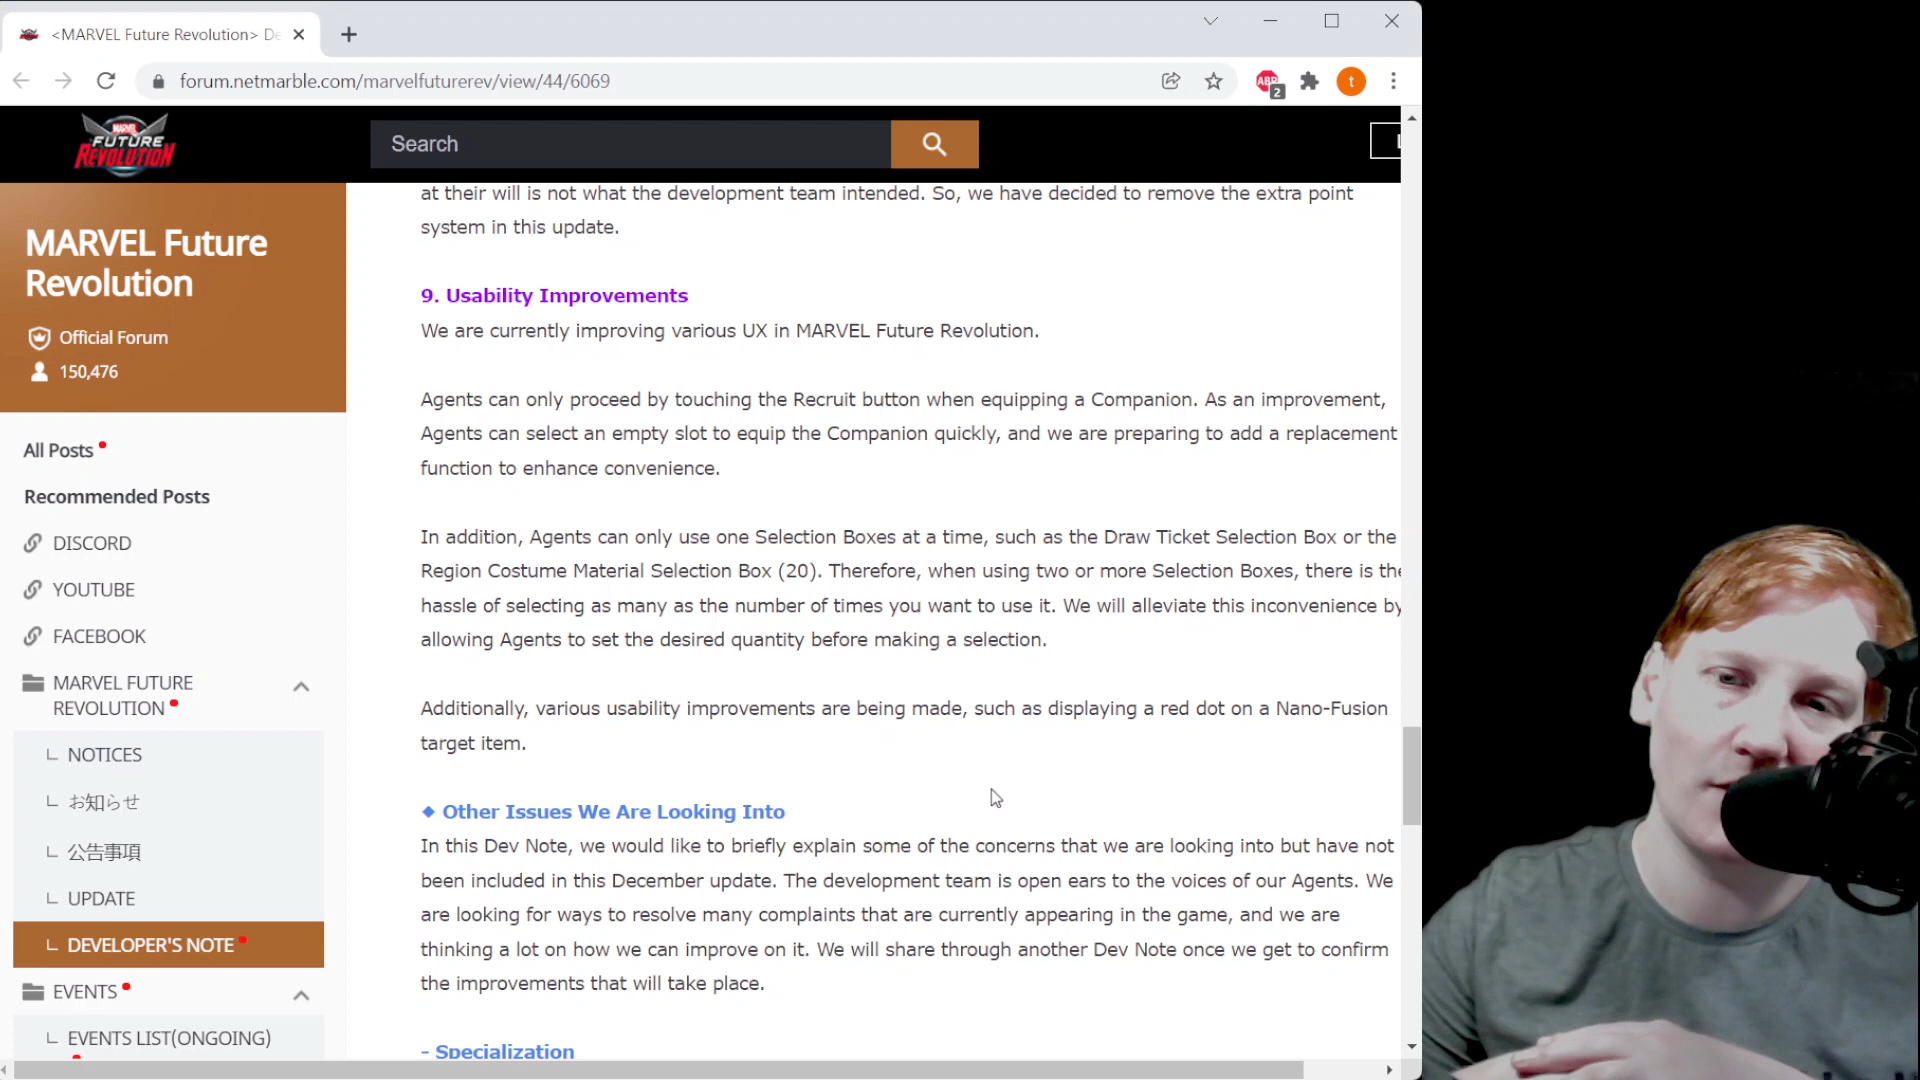 <MARVEL Future Revolution> De
forum.netmarble.com/marvelfuturerev/view/44/6069
ABP
2
t
MARVEL
FUTURE
REVOLUTION
Search
at their will is not what the development team intended. So, we have decided to remove the extra point
system in this update.
MARVEL Future
Revolution
Official Forum
150,476
9. Usability Improvements
We are currently improving various UX in MARVEL Future Revolution.
Agents can only proceed by touching the Recruit button when equipping a Companion. As an improvement,
Agents can select an empty slot to equip the Companion quickly, and we are preparing to add a replacement
function to enhance convenience.
In addition, Agents can only use one Selection Boxes at a time, such as the Draw Ticket Selection Box or the
Region Costume Material Selection Box (20). Therefore, when using two or more Selection Boxes, there is the
hassle of selecting as many as the number of times you want to use it. We will alleviate this inconvenience by
allowing Agents to set the desired quantity before making a selection.
Additionally, various usability improvements are being made, such as displaying a red dot on a Nano-Fusion
target item.
◆ Other Issues We Are Looking Into
In this Dev Note, we would like to briefly explain some of the concerns that we are looking into but have not
been included in this December update. The development team is open ears to the voices of our Agents. We
are looking for ways to resolve many complaints that are currently appearing in the game, and we are
thinking a lot on how we can improve on it. We will share through another Dev Note once we get to confirm
the improvements that will take place.
- Specialization
All Posts
Recommended Posts
DISCORD
YOUTUBE
FACEBOOK
MARVEL FUTURE
REVOLUTION
NOTICES
お知らせ
公告事項
UPDATE
DEVELOPER'S NOTE
EVENTS
EVENTS LIST(ONGOING)